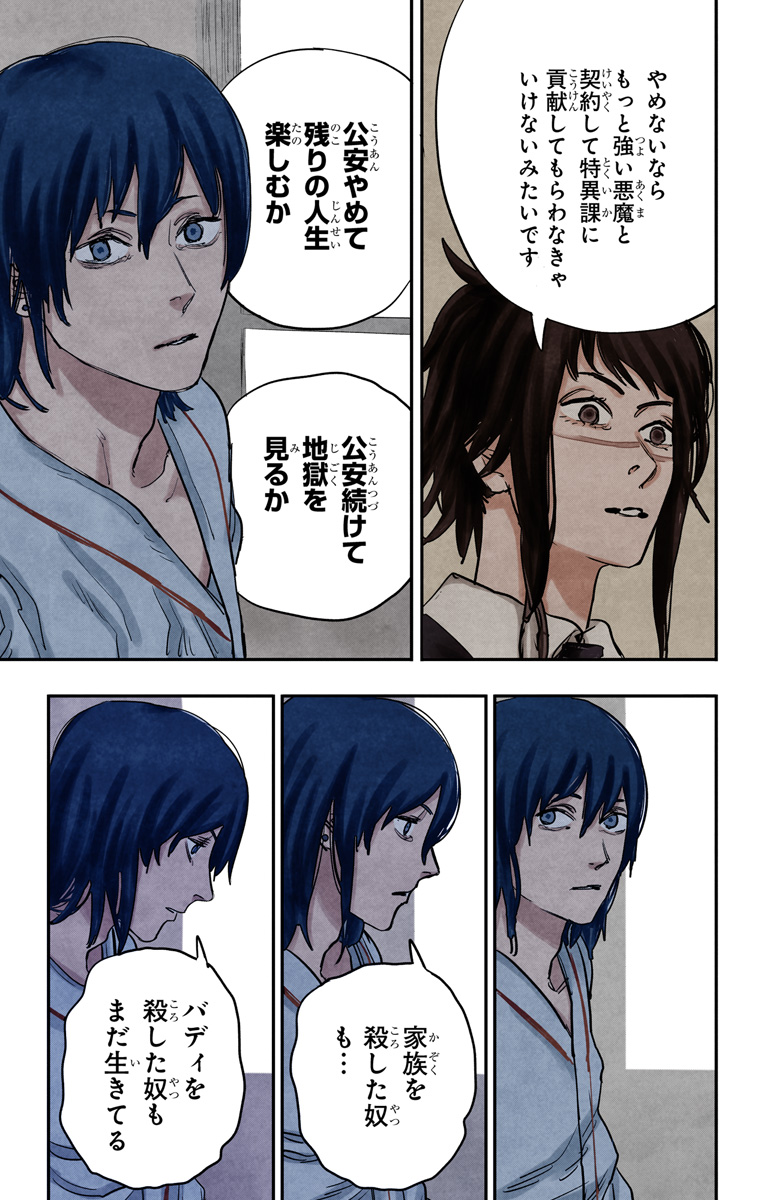 やめないなら
もっと強い悪魔と
契約して特異課に
貢献してもらわなきゃ
いけないみたいです
公安やめて
残りの人生
楽しむか
公安続けて
地獄を
見るか
家族を
殺した奴
も…
バディを
殺した奴も
まだ生きてる